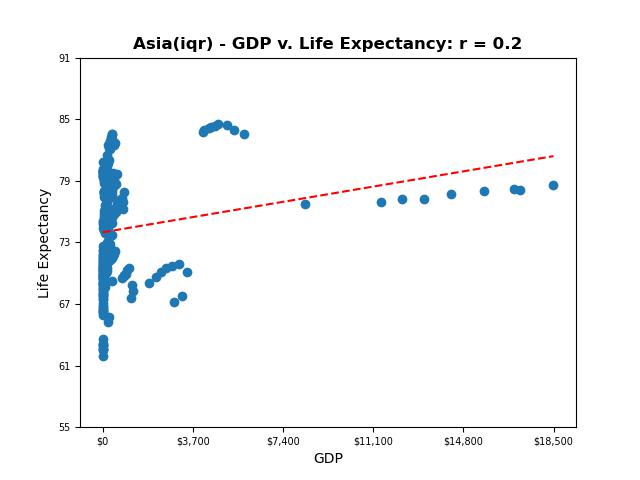 Asia(iqr) - GDP v. Life Expectancy: r = 0.2
91
85
79
73
67
61
55
Life Expectancy
$0 $3,700 $7,400 $11,100 $14,800 $18,500
GDP